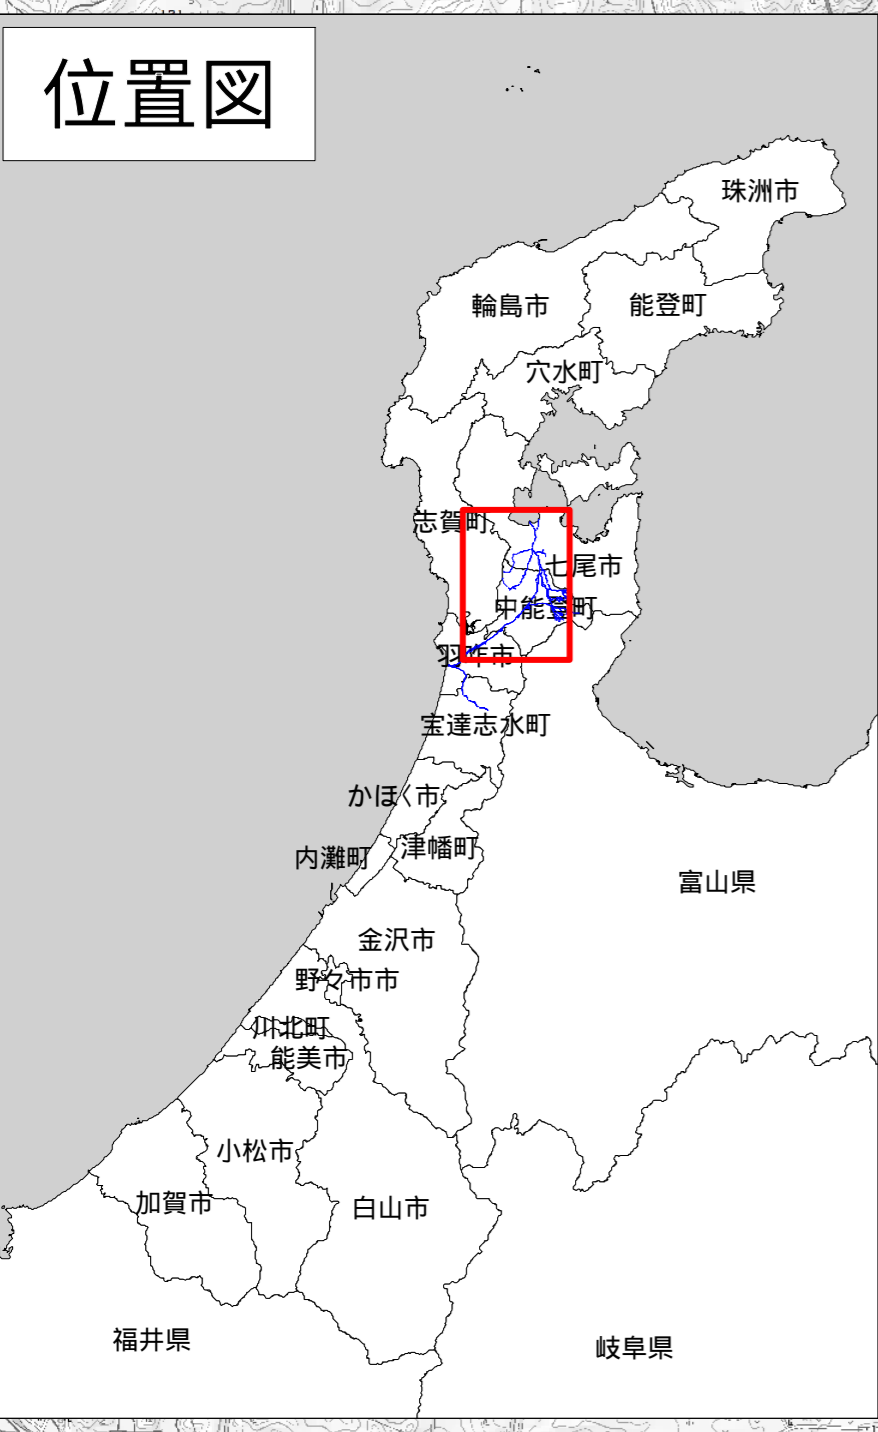 位置図
珠洲市
輪島市
能登町
穴水町
志賀町
七尾市
中能登町
羽咋市
宝達志水町
かほく市
津幡町
内灘町
富山県
金沢市
野々市市
川北町
能美市
小松市
加賀市
白山市
福井県
岐阜県